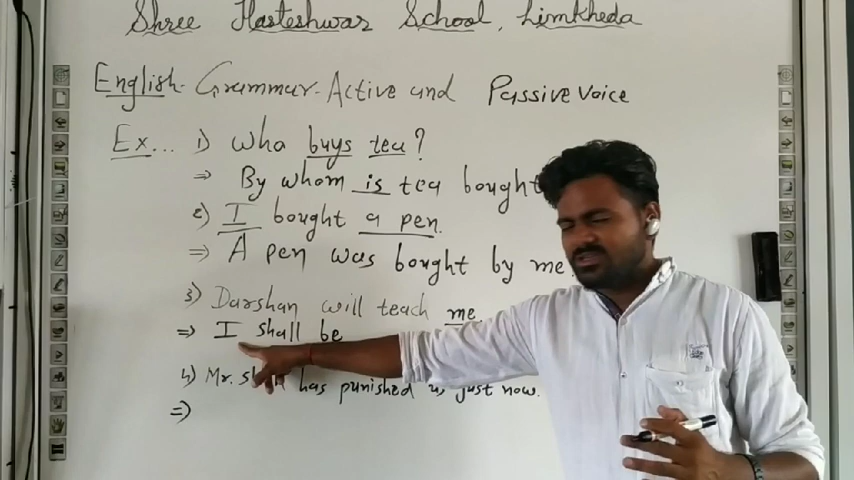 Shree Hasteshwar School, Limkheda
English Grammar - Active and Passive Voice
Ex... 1) Who buys tea?
⇒ By whom is tea bought
2) I bought a pen.
⇒ A pen was bought by me.
3) Darshan will teach me
⇒ I shall be
4) Mr. has punished us just now.
⇒